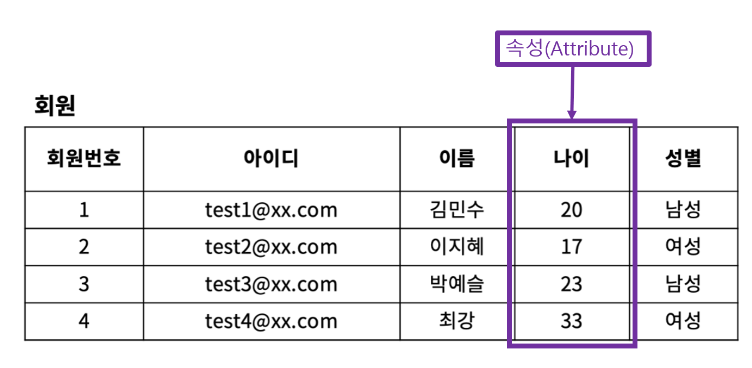 속성(Attribute)
회원
회원번호 아이디 이름 나이 성별
1 test1@xx.com 김민수 20 남성
2 test2@xx.com 이지혜 17 여성
3 test3@xx.com 박예슬 23 남성
4 test4@xx.com 최강 33 여성